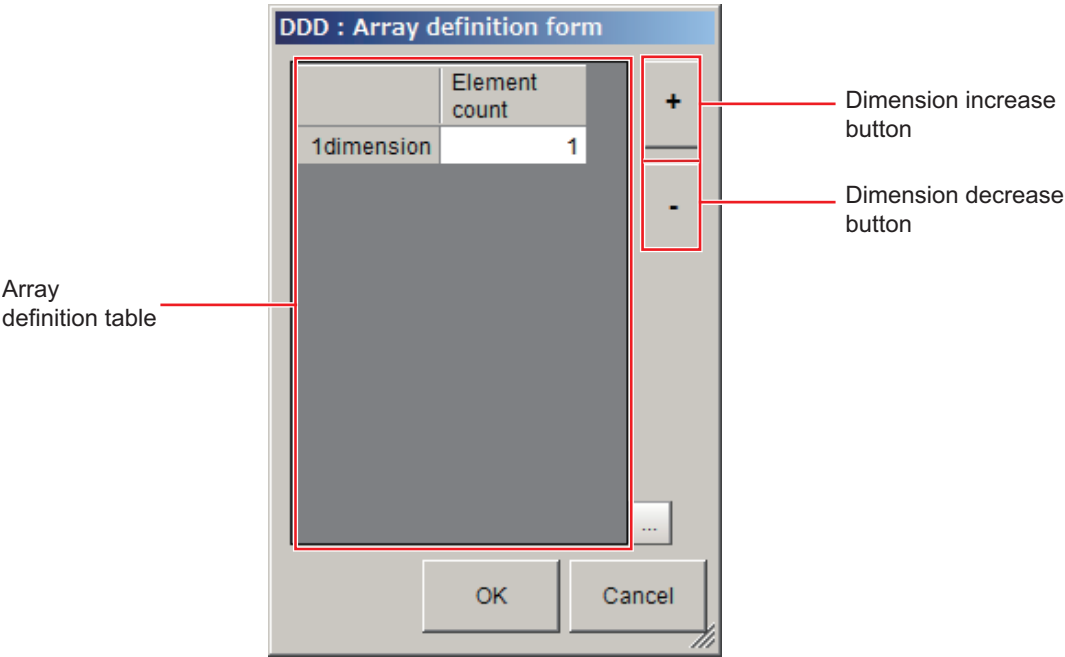 DDD : Array definition form
Element
count
1dimension 1
+
-
...
OK Cancel
Dimension increase
button
Dimension decrease
button
Array
definition table